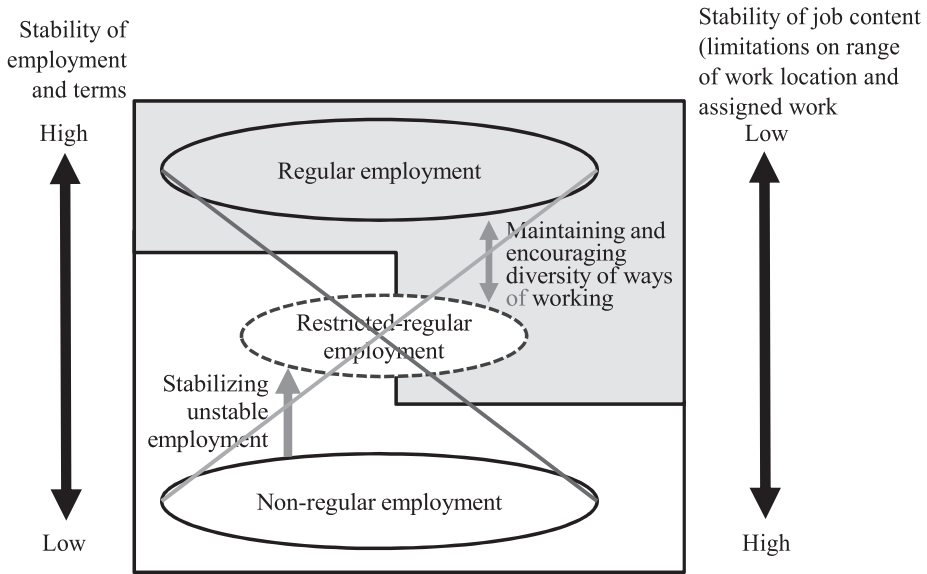 Stability of
employment
and terms
High
Low
Stability of job content
(limitations on range
of work location and
assigned work
Low
High
Regular employment
Maintaining and
encouraging
diversity of ways
of working
Restricted-regular
employment
Stabilizing
unstable
employment
Non-regular employment